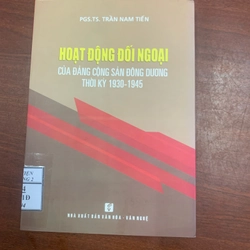 PGS.TS. TRẦN NAM TIẾN
HOẠT ĐỘNG ĐỐI NGOẠI
CỦA ĐẢNG CỘNG SẢN ĐÔNG DƯƠNG
THỜI KỲ 1930-1945
NHÀ XUẤT BẢN VĂN HÓA - VĂN NGHỆ